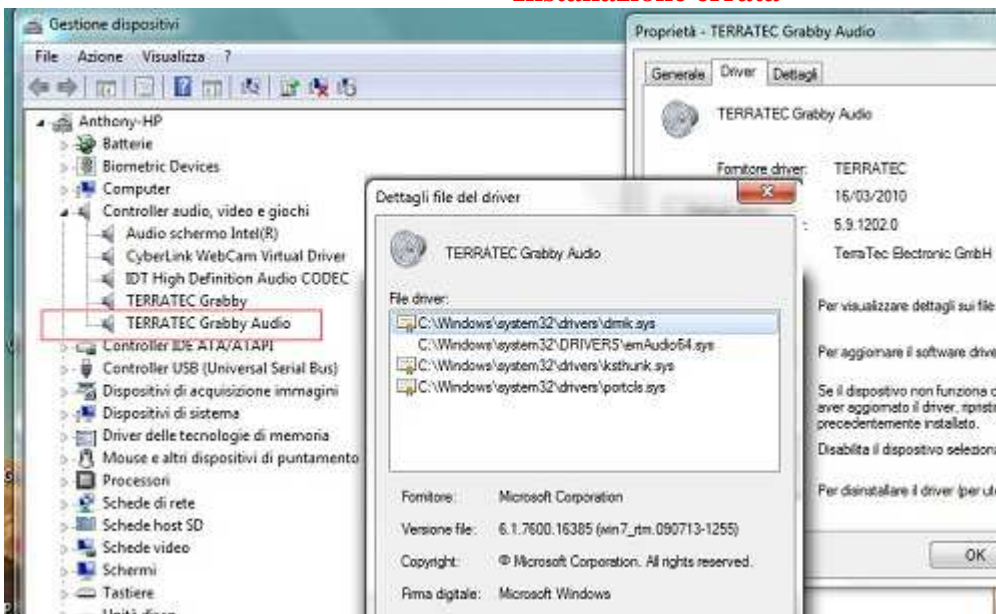 Gestione dispositivi
File Azione Visualizza ?
Anthony-HP
Batterie
Biometric Devices
Computer
Controller audio, video e giochi
Audio schermo Intel(R)
CyberLink WebCam Virtual Driver
IDT High Definition Audio CODEC
TERRATEC Grabby
TERRATEC Grabby Audio
Controller IDE ATA/ATAPI
Controller USB (Universal Serial Bus)
Dispositivi di acquisizione immagini
Dispositivi di sistema
Driver delle tecnologie di memoria
Mouse e altri dispositivi di puntamento
Processori
Schede di rete
Schede host SD
Schede video
Schermi
Tastiere
Proprietà - TERRATEC Grabby Audio
Generale Driver Dettagli
TERRATEC Grabby Audio
Fornitore driver: TERRATEC
16/03/2010
5.9.1202.0
TerraTec Electronic GmbH
Per visualizzare dettagli sui file
Per aggiornare il software drive
Se il dispositivo non funziona
aver aggiornato il driver, ripristi
precedentemente installato.
Disabilita il dispositivo seleziona
Per disinstallare il driver (per ut
OK
Dettagli file del driver
TERRATEC Grabby Audio
File driver:
C:\Windows\system32\drivers\drmk.sys
C:\Windows\system32\DRIVERS\emAudio64.sys
C:\Windows\system32\drivers\ksthunk.sys
C:\Windows\system32\drivers\portcls.sys
Fornitore: Microsoft Corporation
Versione file: 6.1.7600.16385 (win7_rtm.090713-1255)
Copyright: © Microsoft Corporation. All rights reserved.
Firma digitale: Microsoft Windows